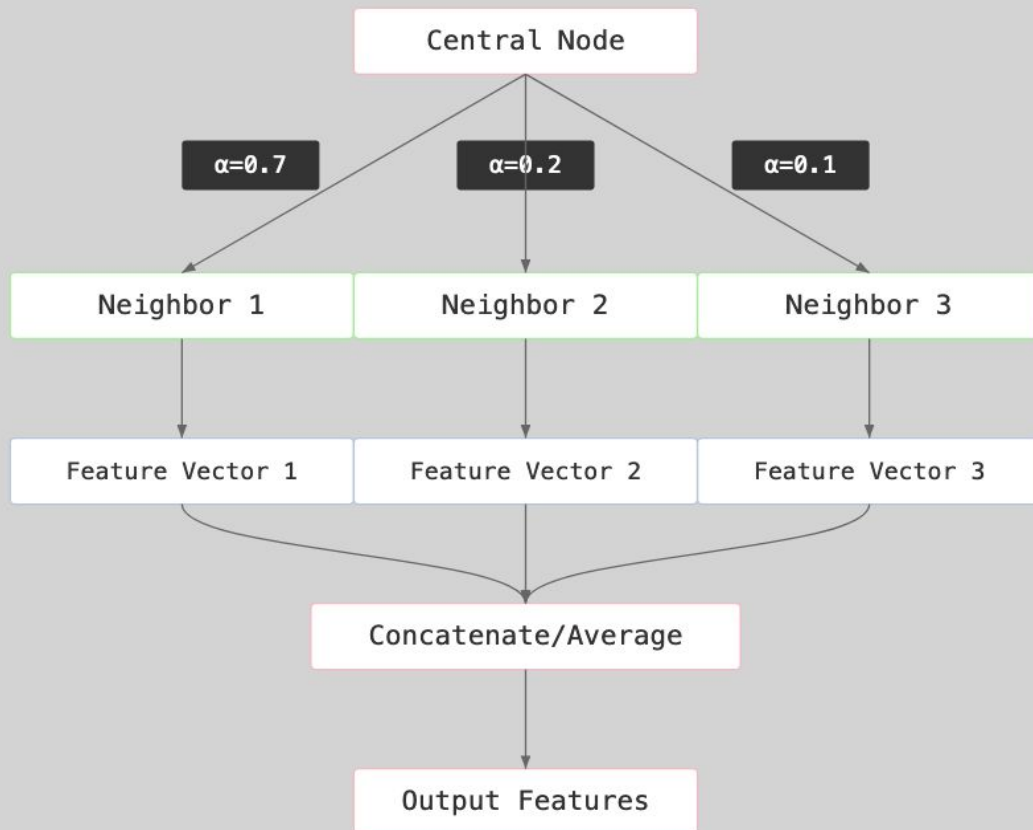 Central Node
α=0.7
α=0.2
α=0.1
Neighbor 1
Neighbor 2
Neighbor 3
Feature Vector 1
Feature Vector 2
Feature Vector 3
Concatenate/Average
Output Features